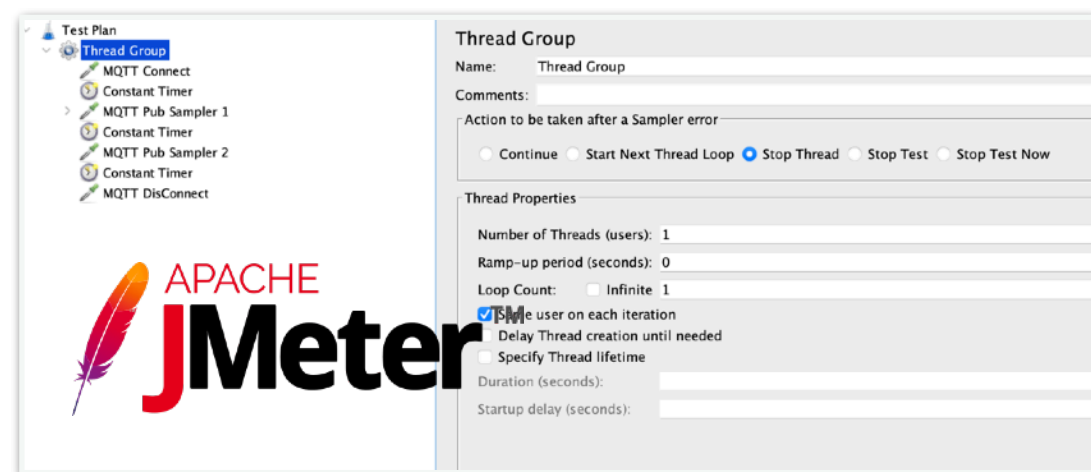 Test Plan
Thread Group
MQTT Connect
Constant Timer
MQTT Pub Sampler 1
Constant Timer
MQTT Pub Sampler 2
Constant Timer
MQTT DisConnect
APACHE
JMeter™
Thread Group
Name: Thread Group
Comments:
Action to be taken after a Sampler error
Continue Start Next Thread Loop Stop Thread Stop Test Stop Test Now
Thread Properties
Number of Threads (users): 1
Ramp-up period (seconds): 0
Loop Count: Infinite 1
user on each iteration
Delay Thread creation until needed
Specify Thread lifetime
Duration (seconds):
Startup delay (seconds):